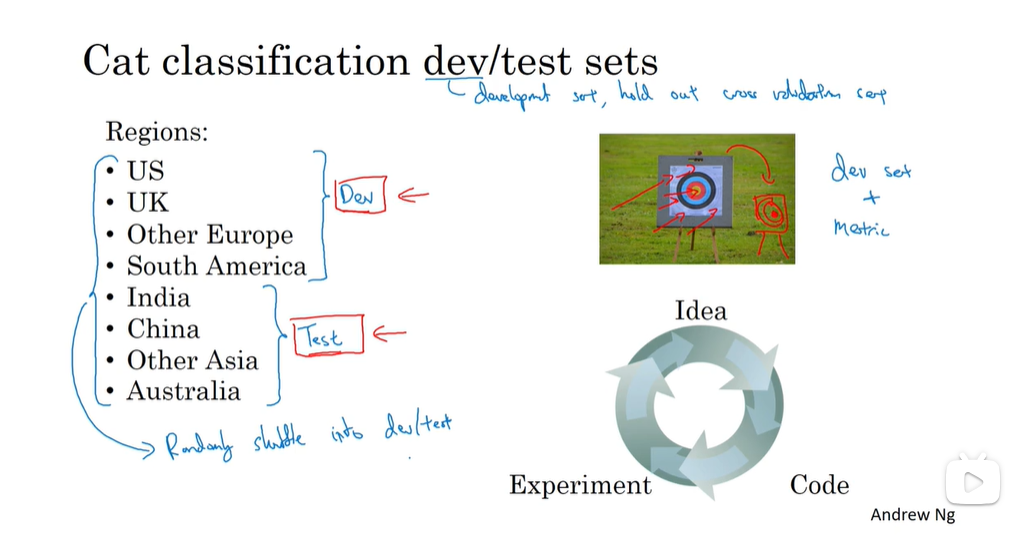 Cat classification dev/test sets
development set, hold out cross validation set
Regions:
• US
• UK
• Other Europe
• South America
• India
• China
• Other Asia
• Australia
Dev
Test
Randomly shuffle into dev/test
dev set
+
metric
Idea
Code
Experiment
Andrew Ng